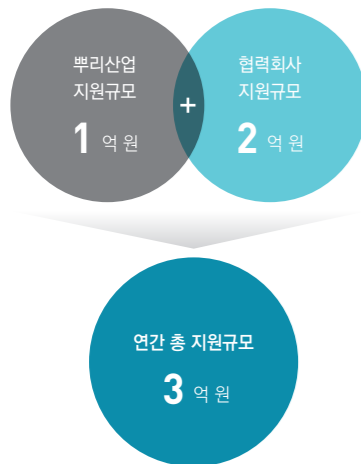 뿌리산업
지원규모
1 억 원
+
협력회사
지원규모
2 억 원
연간 총 지원규모
3 억 원